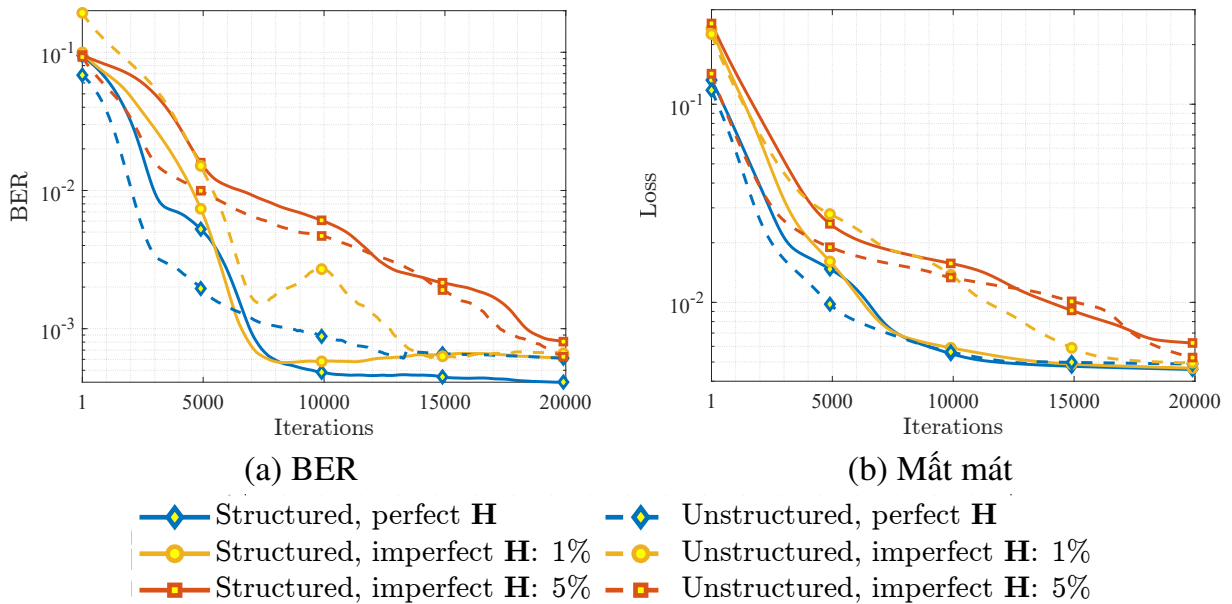 10^-1
10^-2
10^-3
BER
1
5000
10000
15000
20000
Iterations
(a) BER
10^-1
10^-2
Loss
1
5000
10000
15000
20000
Iterations
(b) Mất mát
Structured, perfect H
Unstructured, perfect H
Structured, imperfect H: 1%
Unstructured, imperfect H: 1%
Structured, imperfect H: 5%
Unstructured, imperfect H: 5%